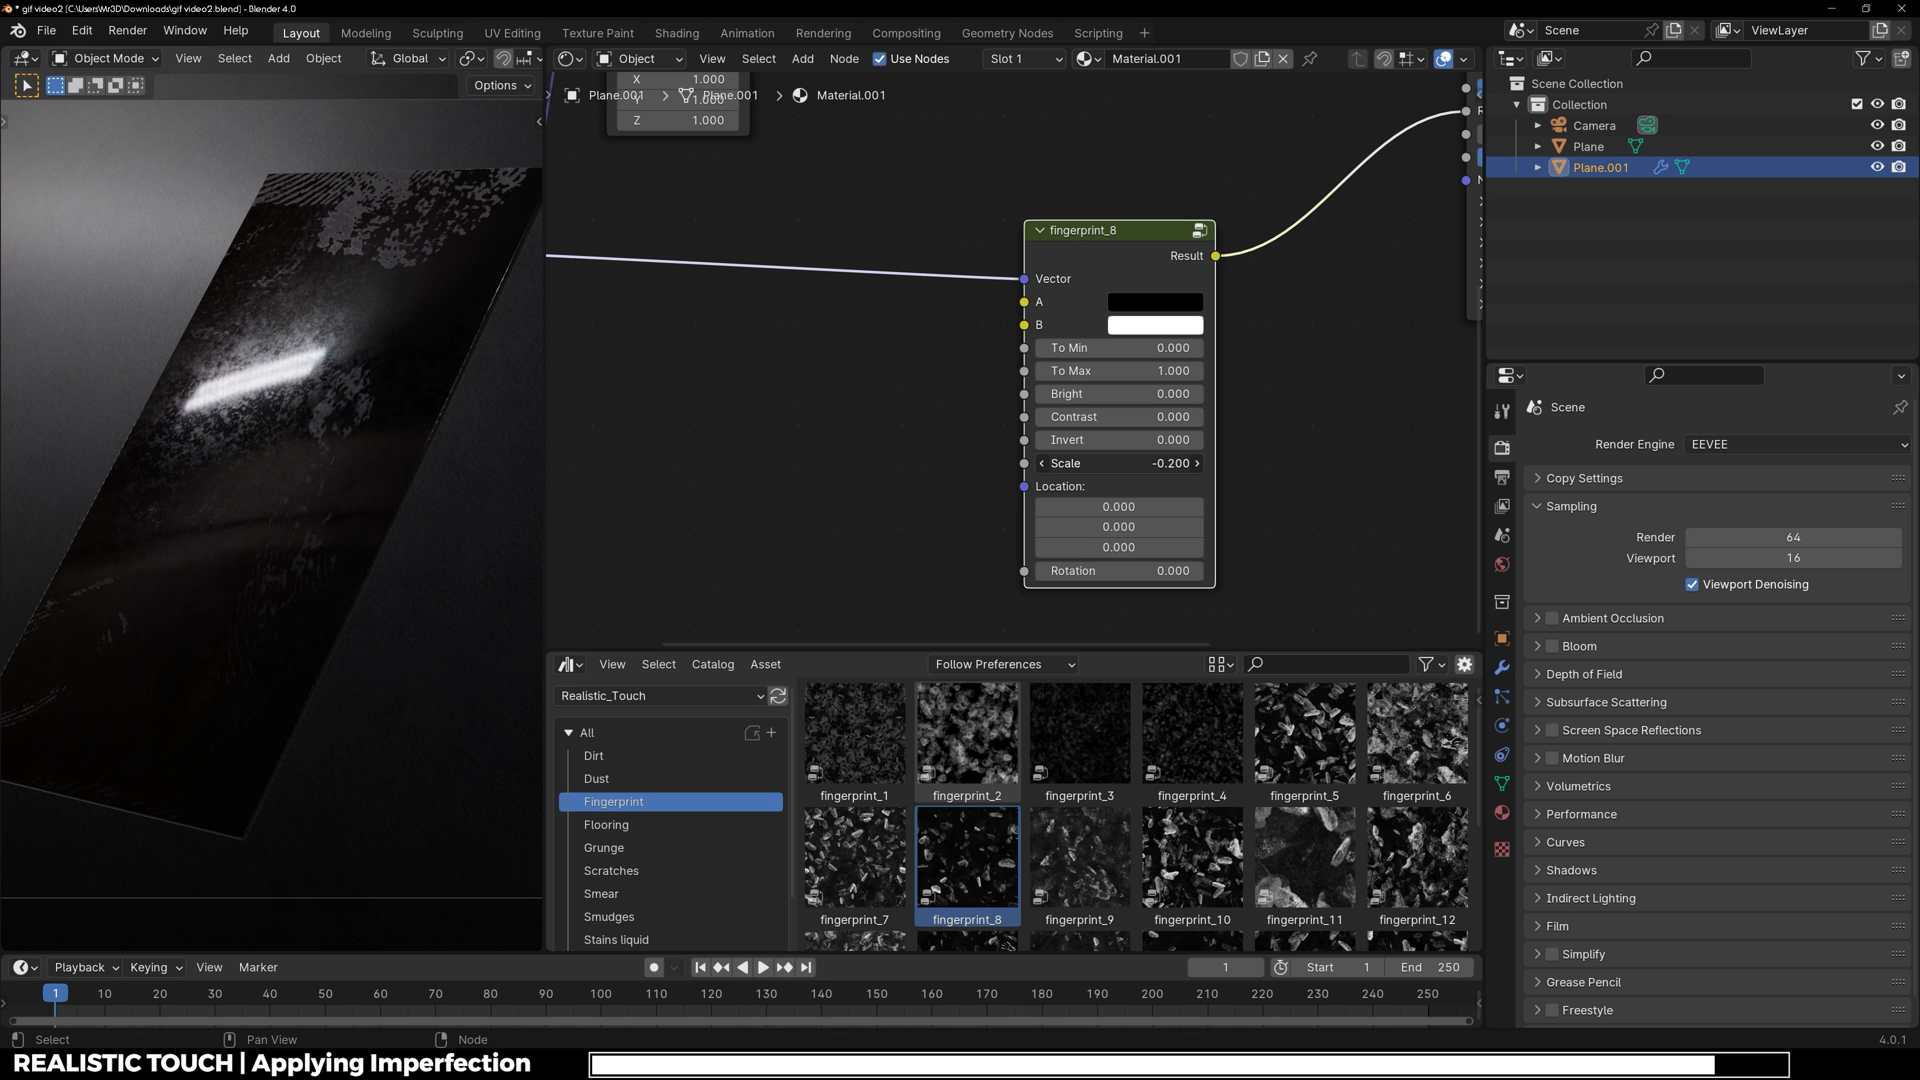 * gif video2 [C:\Users\Mr3D\Downloads\gif video2.blend] - Blender 4.0
File Edit Render Window Help Layout Modeling Sculpting UV Editing Texture Paint Shading Animation Rendering Compositing Geometry Nodes Scripting + Scene ViewLayer
Object Mode View Select Add Object Global Object View Select Add Node Use Nodes Slot 1 Material.001
Options
X 1.000
Plane.001 > Plane.001 > Material.001
Y 1.000
Z 1.000
fingerprint_8
Result
Vector
A
B
To Min 0.000
To Max 1.000
Bright 0.000
Contrast 0.000
Invert 0.000
Scale -0.200
Location:
0.000
0.000
0.000
Rotation 0.000
Scene Collection
Collection
Camera
Plane
Plane.001
Scene
Render Engine EEVEE
Copy Settings
Sampling
Render 64
Viewport 16
Viewport Denoising
Ambient Occlusion
Bloom
Depth of Field
Subsurface Scattering
Screen Space Reflections
Motion Blur
Volumetrics
Performance
Curves
Shadows
Indirect Lighting
Film
Simplify
Grease Pencil
Freestyle
View Select Catalog Asset Follow Preferences
Realistic_Touch
All
Dirt
Dust
Fingerprint
Flooring
Grunge
Scratches
Smear
Smudges
Stains liquid
fingerprint_1 fingerprint_2 fingerprint_3 fingerprint_4 fingerprint_5 fingerprint_6
fingerprint_7 fingerprint_8 fingerprint_9 fingerprint_10 fingerprint_11 fingerprint_12
Playback Keying View Marker 1 Start 1 End 250
1 10 20 30 40 50 60 70 80 90 100 110 120 130 140 150 160 170 180 190 200 210 220 230 240 250
Select Pan View Node 4.0.1
REALISTIC TOUCH | Applying Imperfection